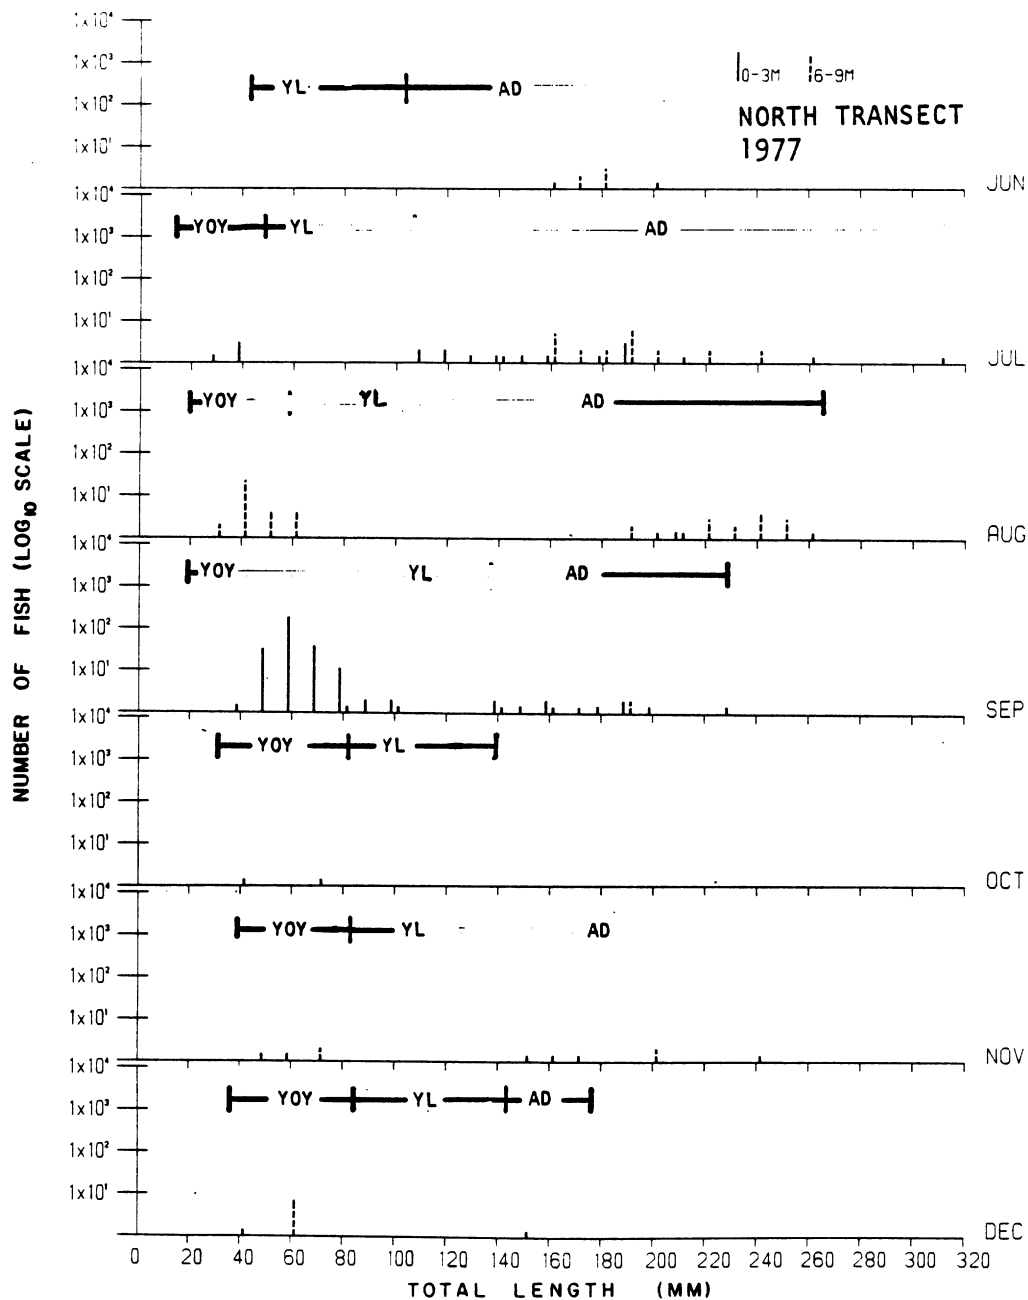 1x10⁴
1x10³
1x10²
1x10¹
YL
AD
0-3M 6-9M
NORTH TRANSECT
1977
JUN
1x10⁴
1x10³
1x10²
1x10¹
YOY
YL
AD
JUL
1x10⁴
1x10³
1x10²
1x10¹
YOY
YL
AD
AUG
1x10⁴
1x10³
1x10²
1x10¹
YOY
YL
AD
SEP
1x10⁴
1x10³
1x10²
1x10¹
YOY
YL
OCT
1x10⁴
1x10³
1x10²
1x10¹
YOY
YL
AD
NOV
1x10⁴
1x10³
1x10²
1x10¹
YOY
YL
AD
DEC
0 20 40 60 80 100 120 140 160 180 200 220 240 260 280 300 320
TOTAL LENGTH (MM)
NUMBER OF FISH (LOG₁₀ SCALE)